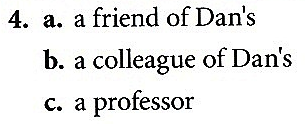 4. a. a friend of Dan's
b. a colleague of Dan's
c. a professor